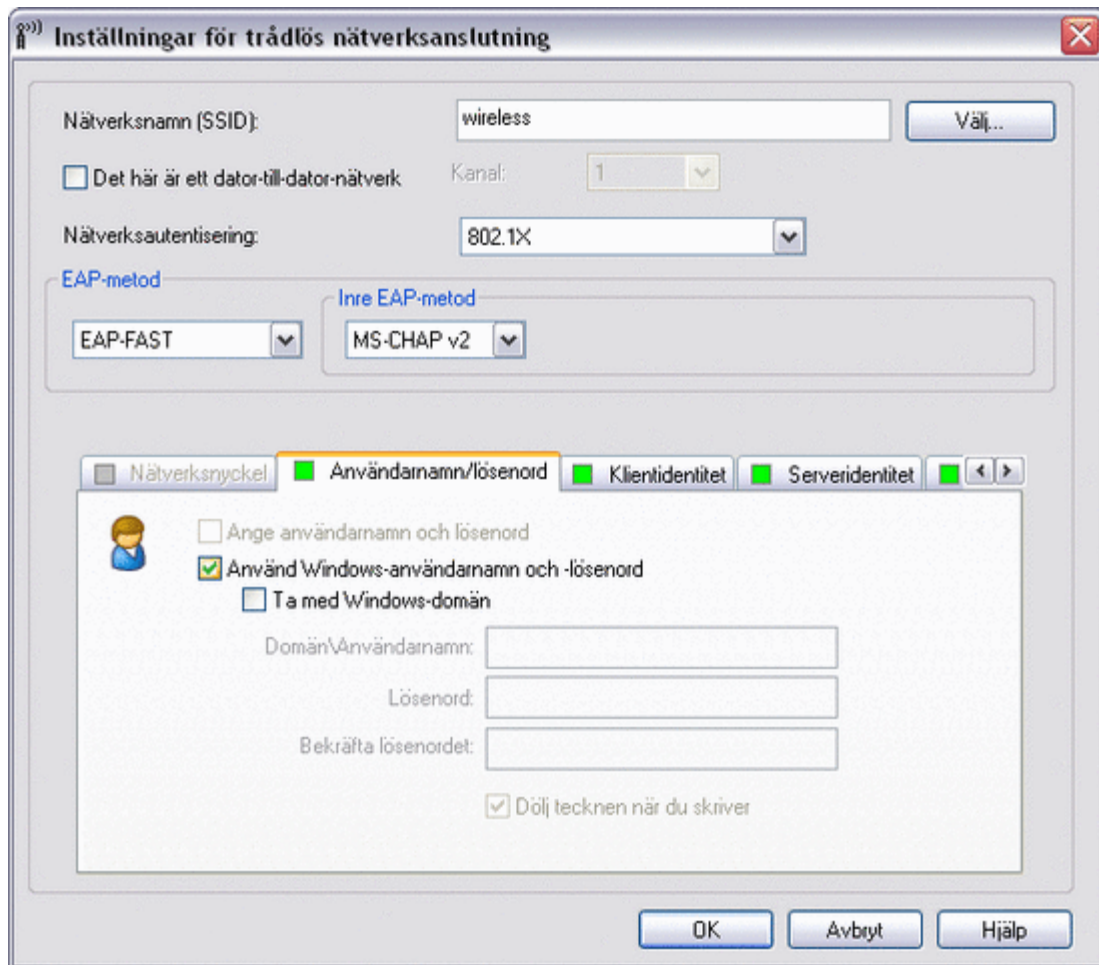 Inställningar för trådlös nätverksanslutning
Nätverksnamn (SSID): wireless Välj...
Det här är ett dator-till-dator-nätverk Kanal: 1
Nätverksautentisering: 802.1X
EAP-metod
Inre EAP-metod
EAP-FAST MS-CHAP v2
Nätverksnyckel Användarnamn/lösenord Klientidentitet Serveridentitet
Ange användarnamn och lösenord
Använd Windows-användarnamn och -lösenord
Ta med Windows-domän
Domän\Användarnamn:
Lösenord:
Bekräfta lösenordet:
Dölj tecknen när du skriver
OK Avbryt Hjälp